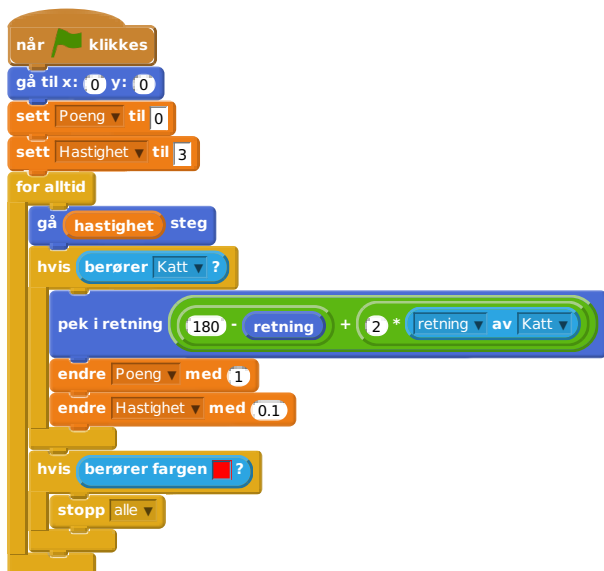 når klikkes
gå til x: 0 y: 0
sett Poeng til 0
sett Hastighet til 3
for alltid
gå hastighet steg
hvis berører Katt ?
pek i retning 180 - retning + 2 * retning av Katt
endre Poeng med 1
endre Hastighet med 0.1
hvis berører fargen ?
stopp alle